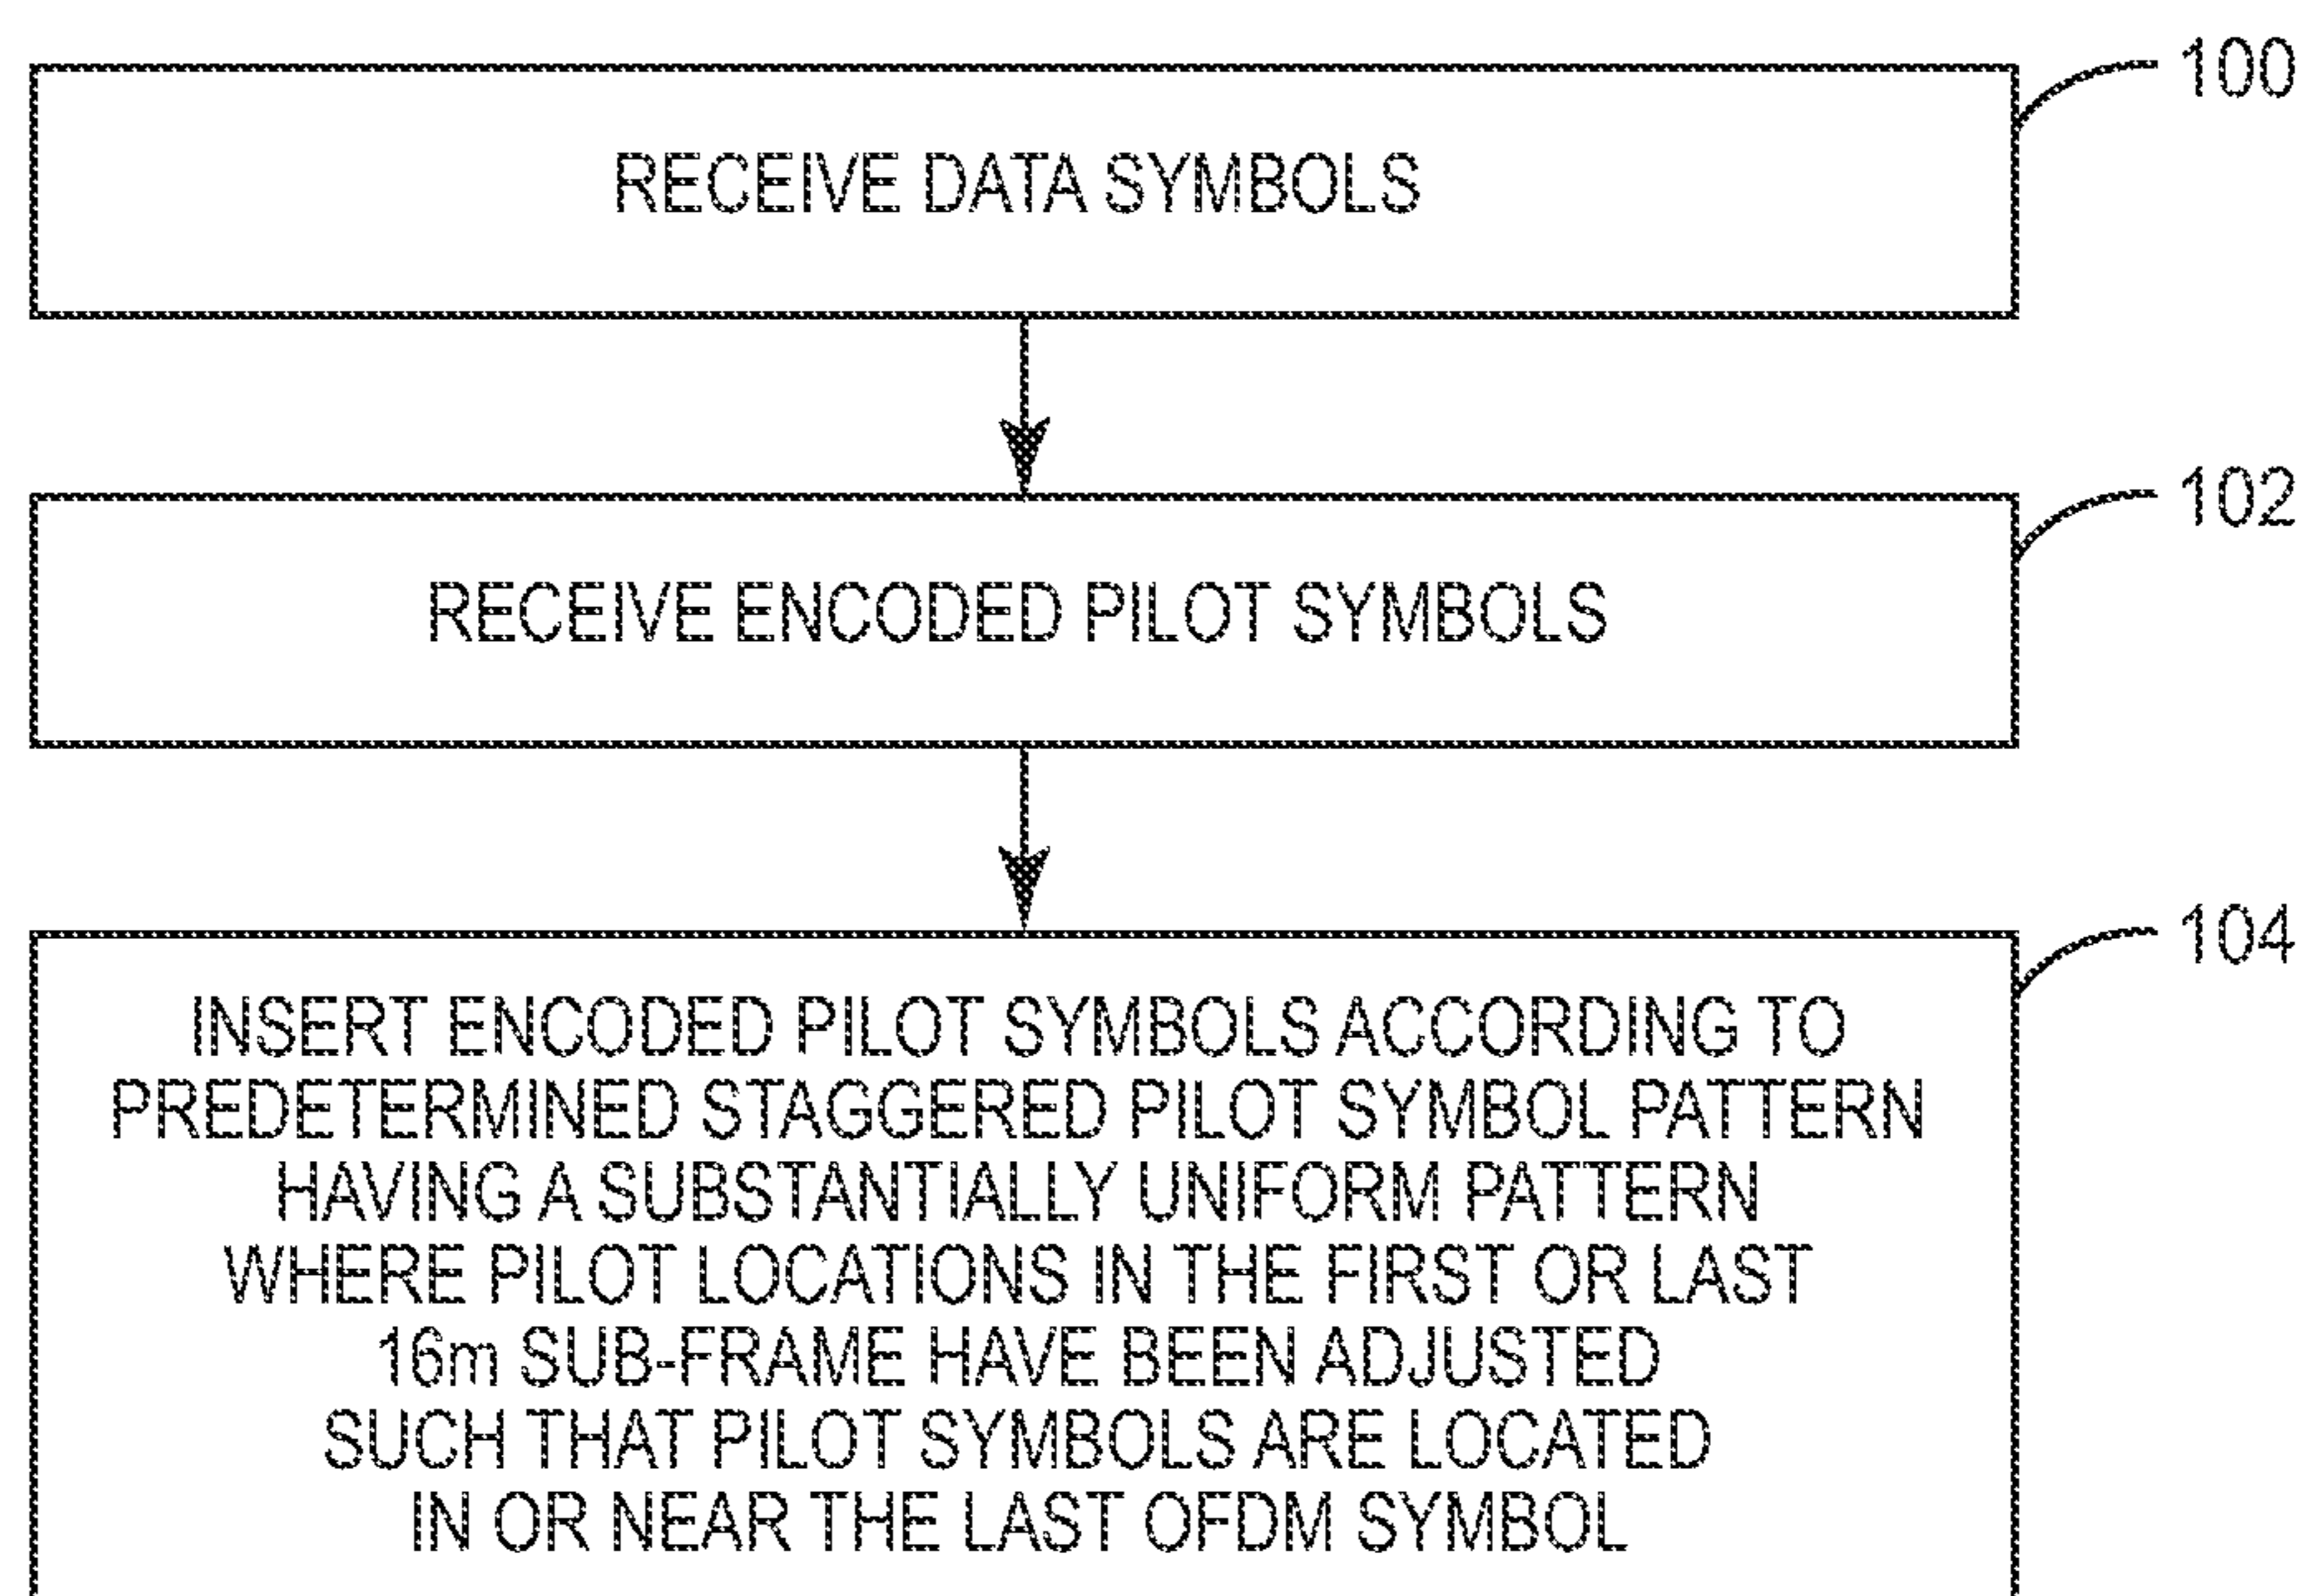 100
RECEIVE DATA SYMBOLS
102
RECEIVE ENCODED PILOT SYMBOLS
104
INSERT ENCODED PILOT SYMBOLS ACCORDING TO
PREDETERMINED STAGGERED PILOT SYMBOL PATTERN
HAVING A SUBSTANTIALLY UNIFORM PATTERN
WHERE PILOT LOCATIONS IN THE FIRST OR LAST
16m SUB-FRAME HAVE BEEN ADJUSTED
SUCH THAT PILOT SYMBOLS ARE LOCATED
IN OR NEAR THE LAST OFDM SYMBOL